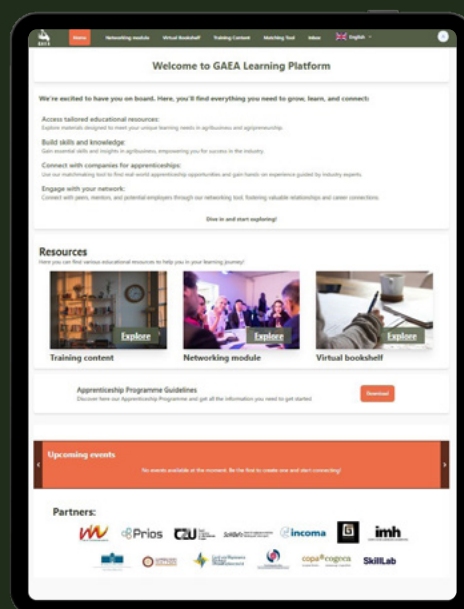 GAEA
Home Networking module Virtual Bookshelf Training Content Matching Tool Inbox English
Welcome to GAEA Learning Platform
We're excited to have you on board. Here, you'll find everything you need to grow, learn, and connect:
Access tailored educational resources:
Explore materials designed to meet your unique learning needs in agribusiness and agripreneurship.
Build skills and knowledge:
Gain essential skills and insights in agribusiness, empowering you for success in the industry.
Connect with companies for apprenticeships:
Use our matchmaking tool to find real world apprenticeship opportunities and gain hands on experience guided by industry experts.
Engage with your network:
Connect with peers, mentors, and potential employers through our networking tool, fostering valuable relationships and career connections.
Dive in and start exploring!
Resources
Here you can find various educational resources to help you in your learning journey!
Explore Explore Explore
Training content Networking module Virtual bookshelf
Apprenticeship Programme Guidelines
Discover here our Apprenticeship Programme and get all the information you need to get started
Download
Upcoming events
No events available at the moment. Be the first to create one and start connecting!
Partners:
Prios CZU incoma imh
copa cogeca SkillLab